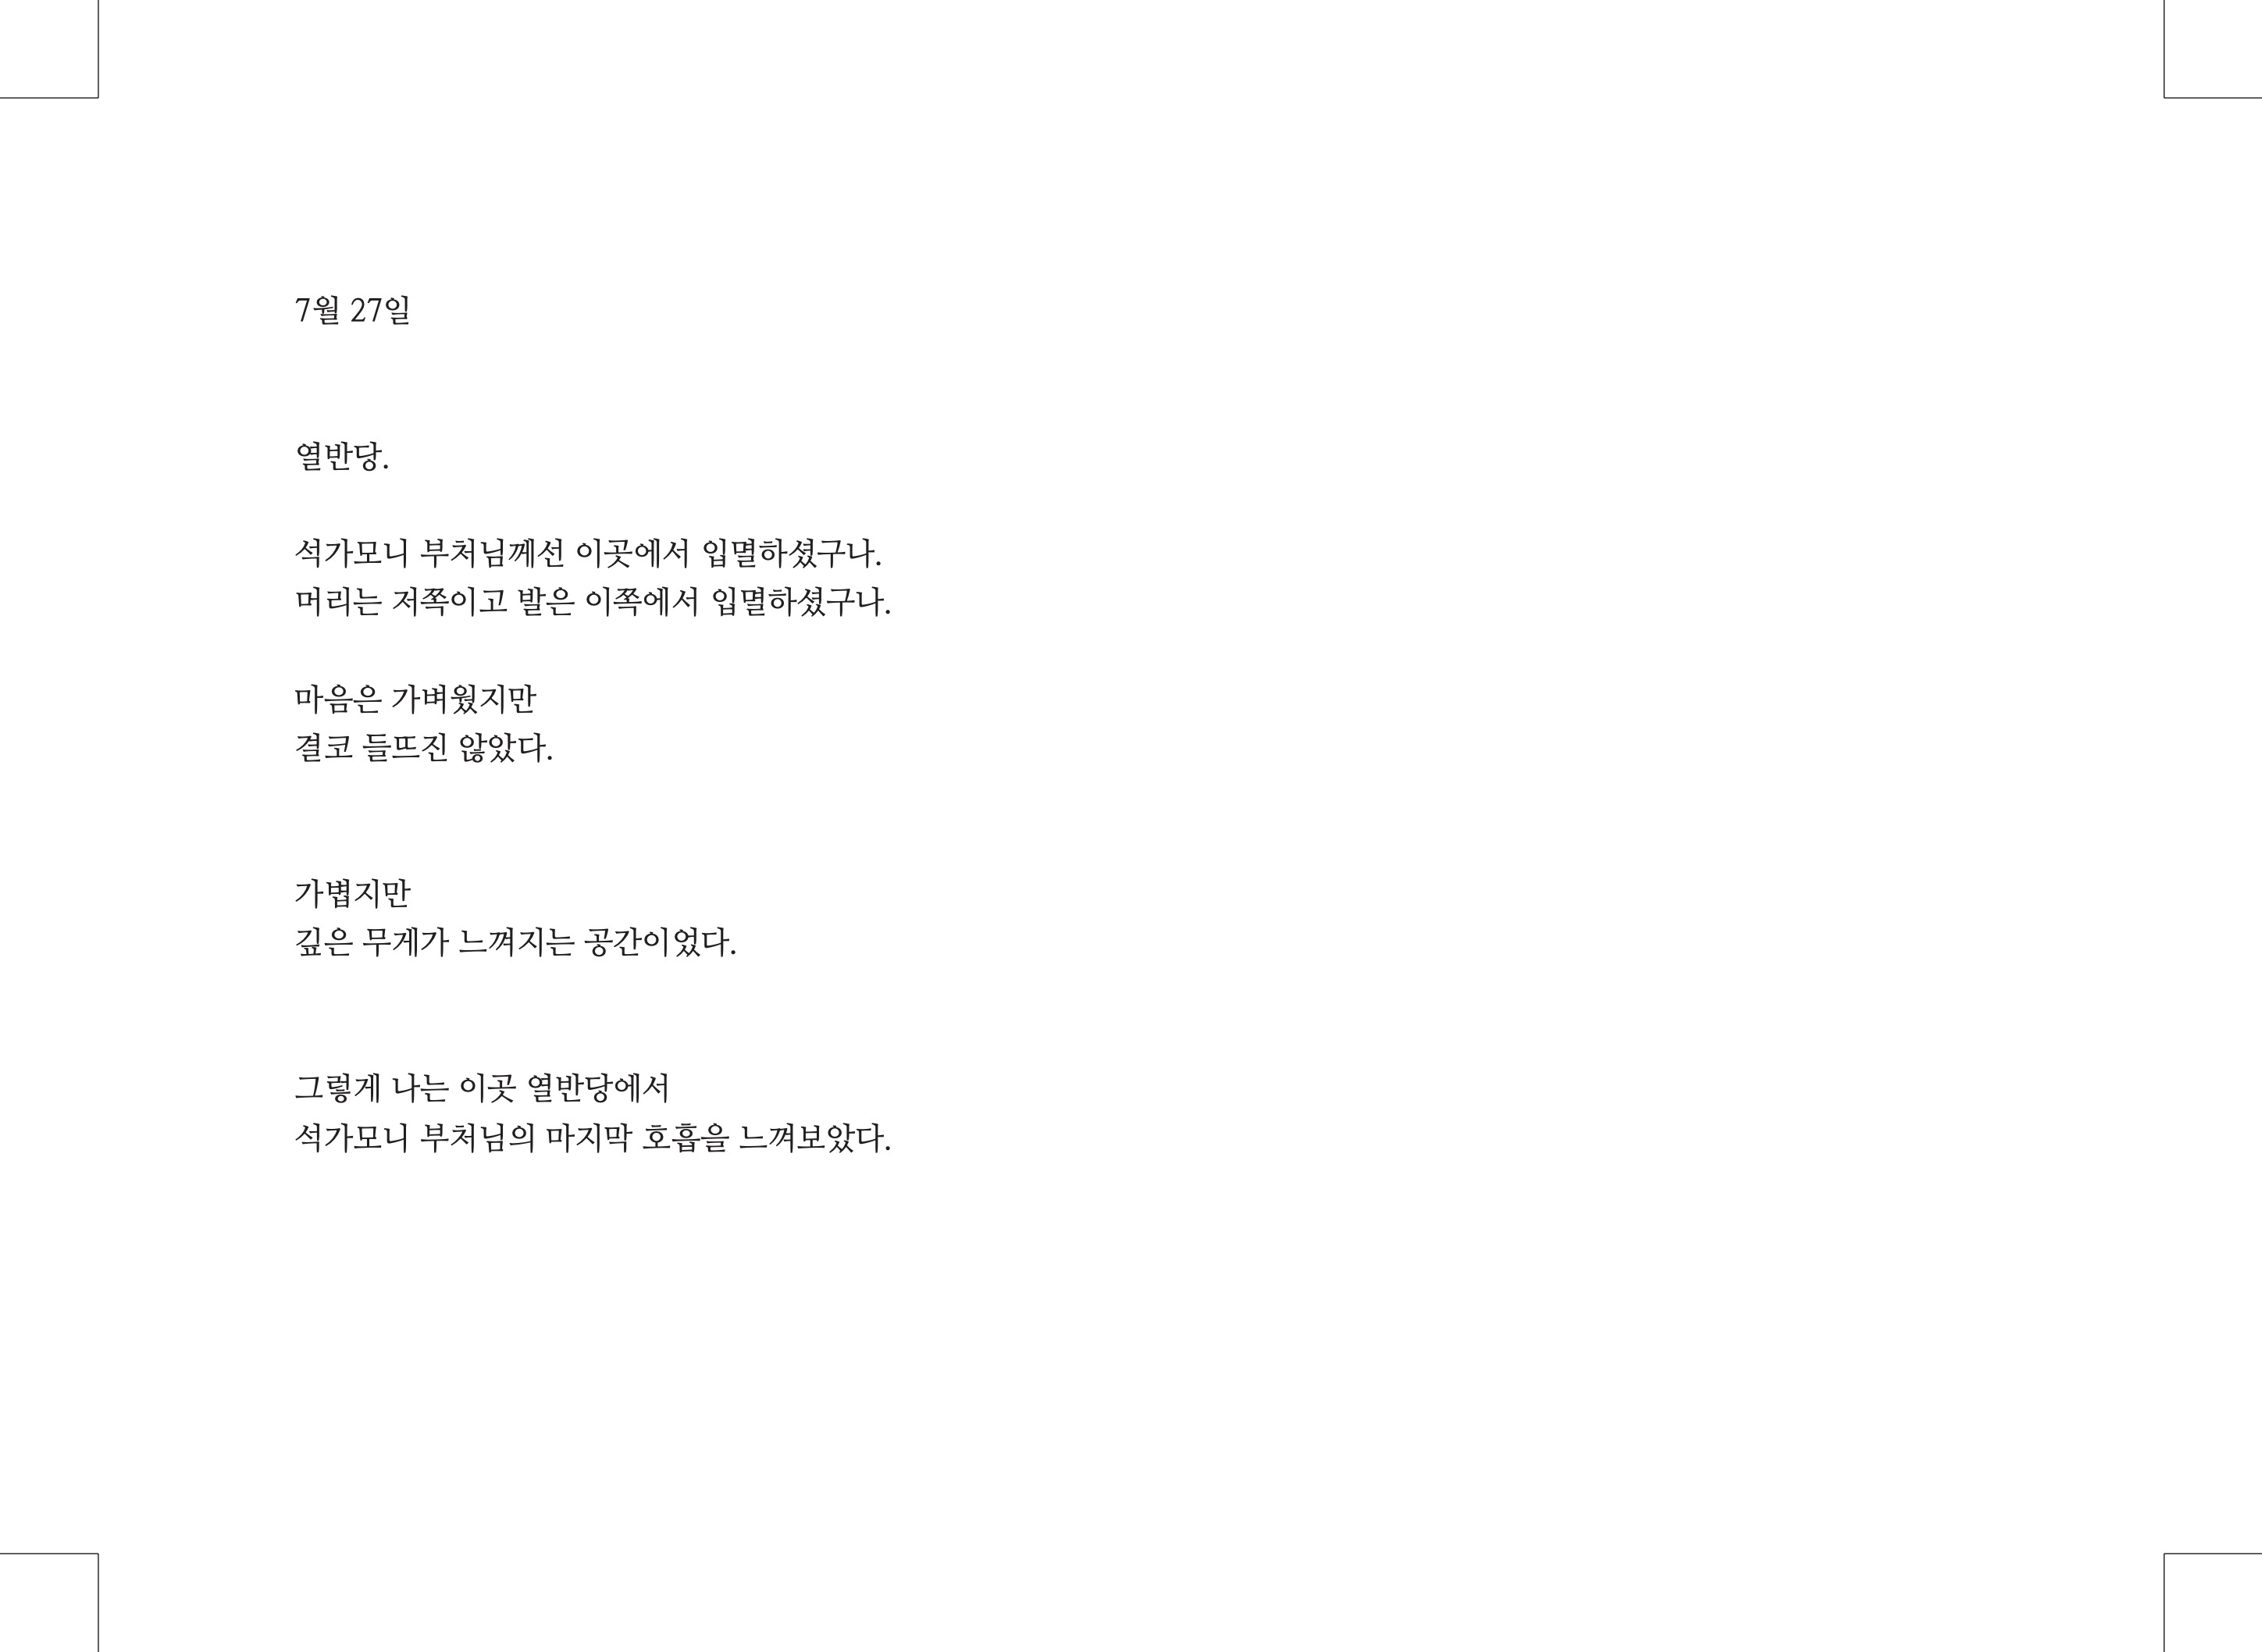 7월 27일
열반당.
석가모니 부처님께선 이곳에서 입멸하셨구나.
머리는 저쪽이고 발은 이쪽에서 입멸하셨구나.
마음은 가벼웠지만
결코 들뜨진 않았다.
가볍지만
깊은 무게가 느껴지는 공간이었다.
그렇게 나는 이곳 열반당에서
석가모니 부처님의 마지막 흐흡을 느껴보았다.